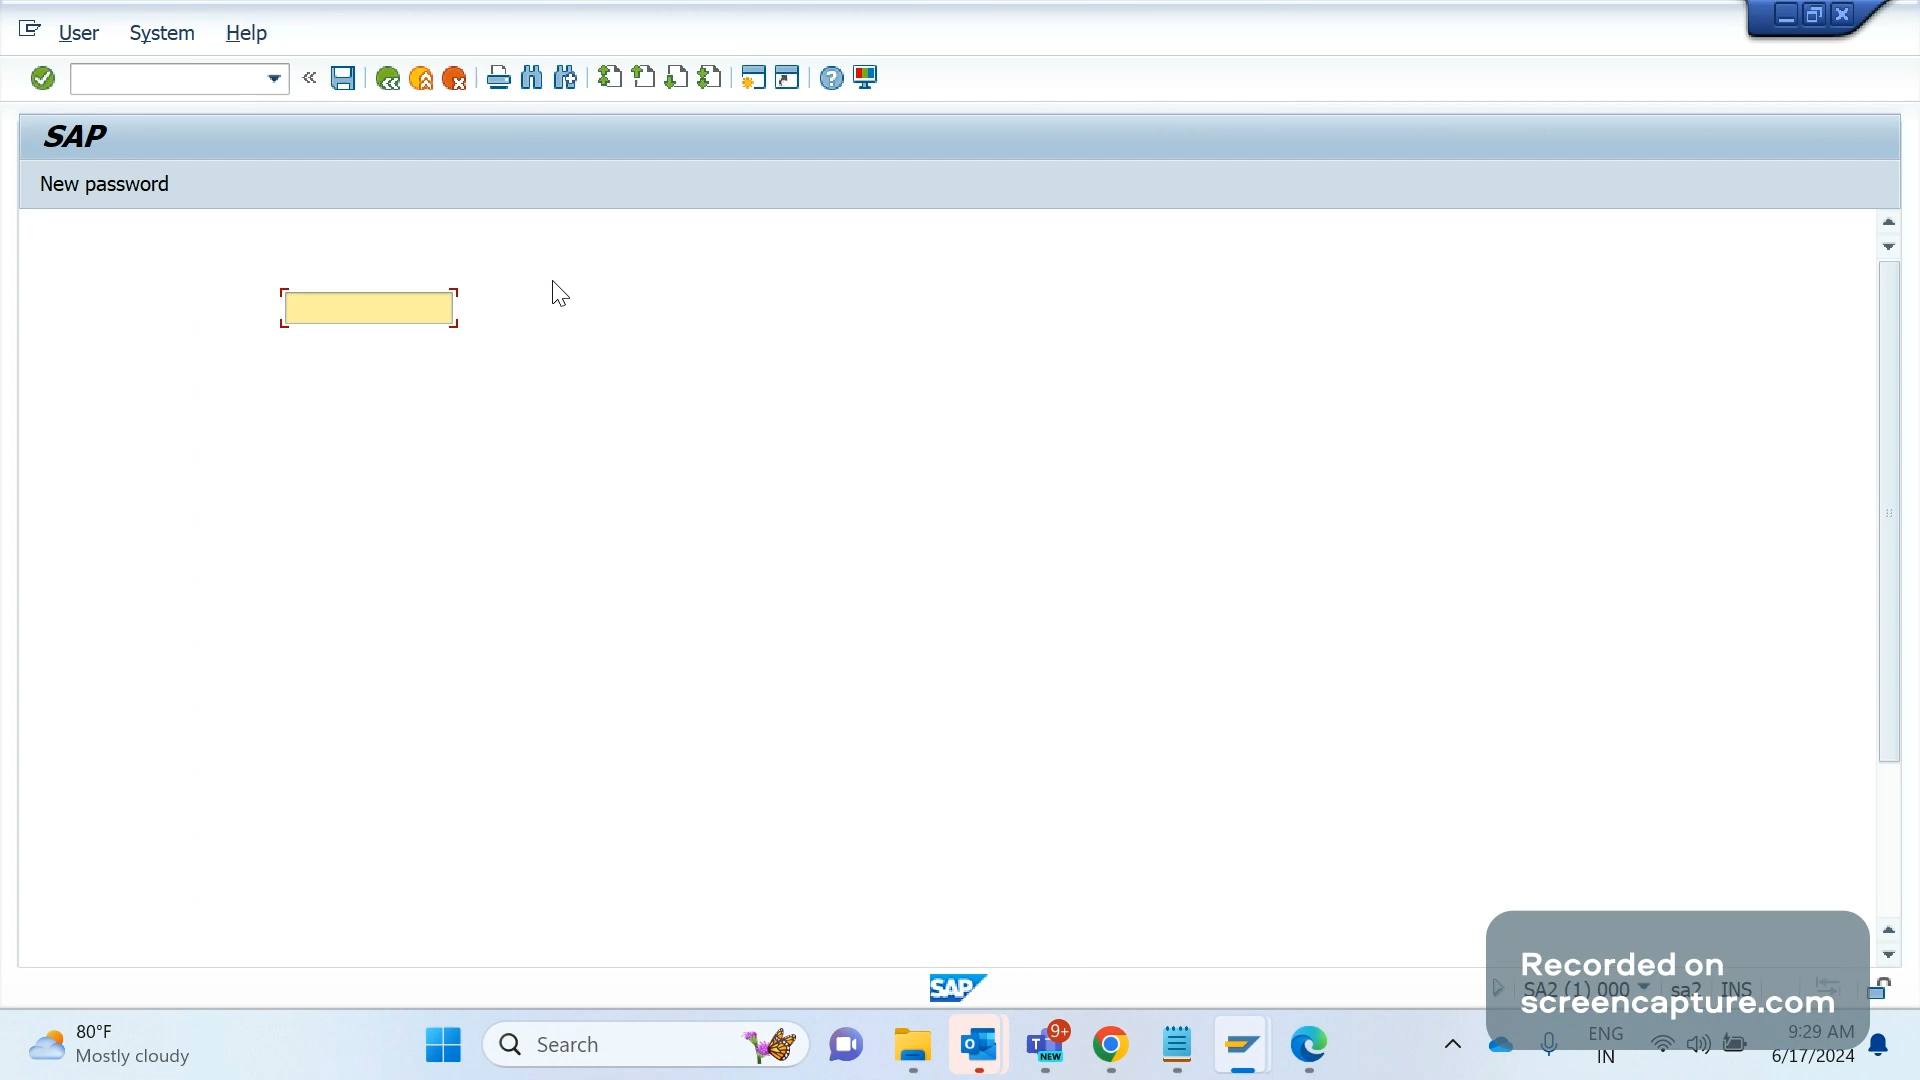 User System Help
SAP
New password
SAP
SA2 (1) 000 sa2 INS
Recorded on
screencapture.com
80°F
Mostly cloudy
Search
9+
T
NEW
ENG
IN
9:29 AM
6/17/2024